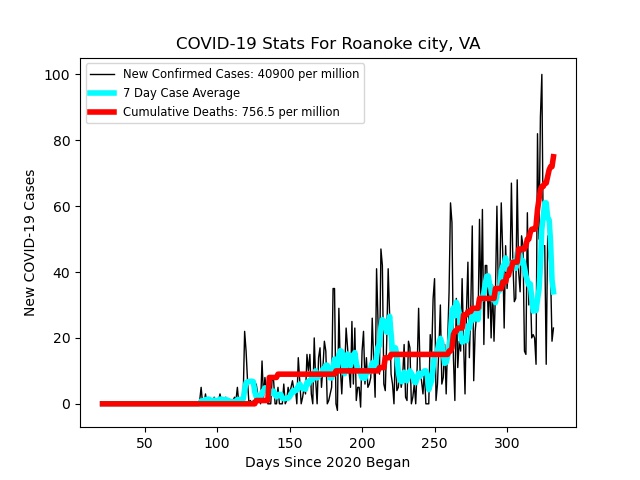 COVID-19 Stats For Roanoke city, VA
New Confirmed Cases: 40900 per million
7 Day Case Average
Cumulative Deaths: 756.5 per million
New COVID-19 Cases
100
80
60
40
20
0
50
100
150
200
250
300
Days Since 2020 Began